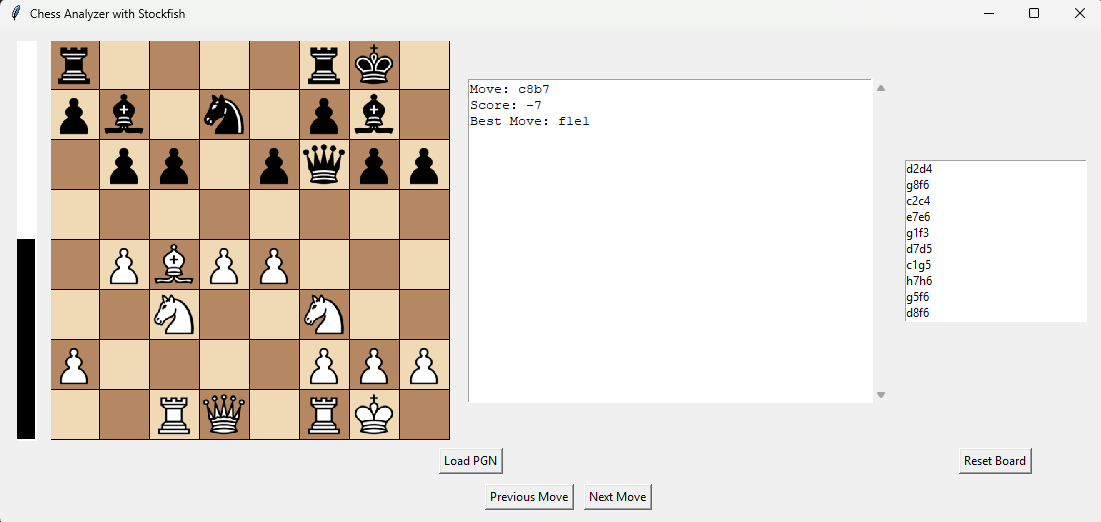 Chess Analyzer with Stockfish
Move: c8b7
Score: -7
Best Move: f1e1
d2d4
g8f6
c2c4
e7e6
g1f3
d7d5
c1g5
h7h6
g5f6
d8f6
Load PGN
Reset Board
Previous Move
Next Move